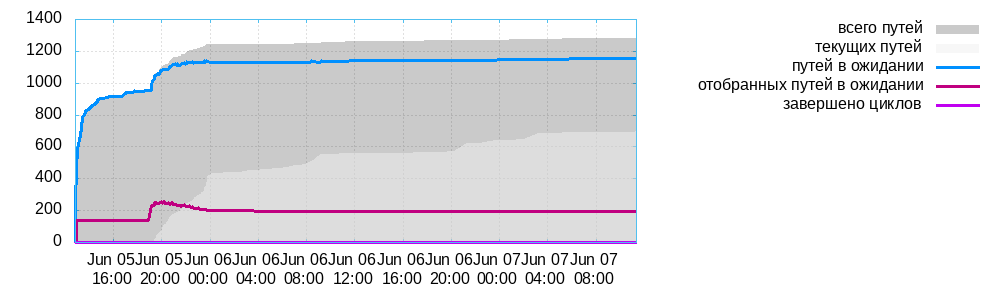 1400
1200
1000
800
600
400
200
0
Jun 05 Jun 05 Jun 06 Jun 06 Jun 06 Jun 06 Jun 06 Jun 06 Jun 07 Jun 07 Jun 07
16:00 20:00 00:00 04:00 08:00 12:00 16:00 20:00 00:00 04:00 08:00
всего путей
текущих путей
путей в ожидании
отобранных путей в ожидании
завершено циклов